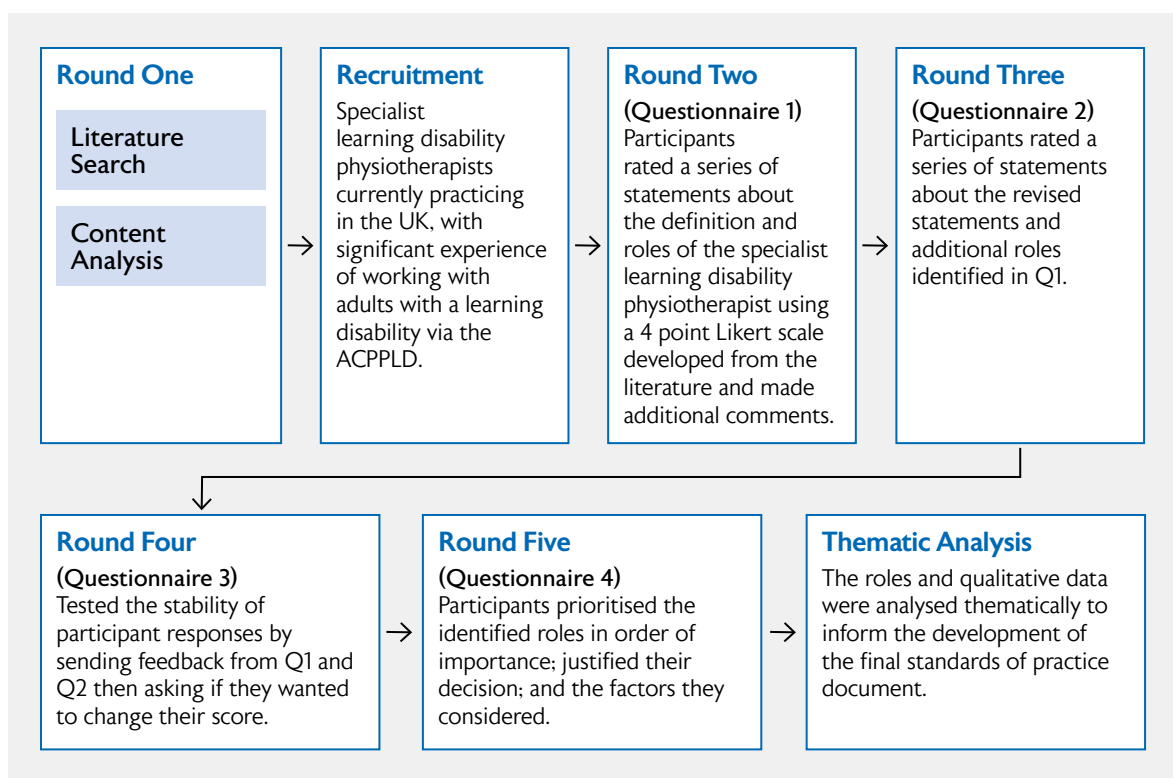 Round One
Literature
Search
Content
Analysis
Recruitment
Specialist
learning disability
physiotherapists
currently practicing
in the UK, with
significant experience
of working with
adults with a learning
disability via the
ACPPLD.
Round Two
(Questionnaire 1)
Participants
rated a series of
statements about
the definition and
roles of the specialist
learning disability
physiotherapist using
a 4 point Likert scale
developed from the
literature and made
additional comments.
Round Three
(Questionnaire 2)
Participants rated a
series of statements
about the revised
statements and
additional roles
identified in Q1.
Round Four
(Questionnaire 3)
Tested the stability of
participant responses by
sending feedback from Q1 and
Q2 then asking if they wanted
to change their score.
Round Five
(Questionnaire 4)
Participants prioritised the
identified roles in order of
importance; justified their
decision; and the factors they
considered.
Thematic Analysis
The roles and qualitative data
were analysed thematically to
inform the development of
the final standards of practice
document.